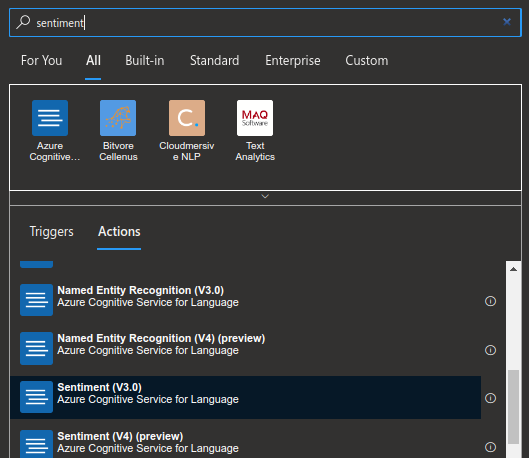 sentiment
For You All Built-in Standard Enterprise Custom
Azure Cognitive...
Bitvore Cellenus
Cloudmersive NLP
MAQ Software
Text Analytics
Triggers Actions
Named Entity Recognition (V3.0)
Azure Cognitive Service for Language
Named Entity Recognition (V4) (preview)
Azure Cognitive Service for Language
Sentiment (V3.0)
Azure Cognitive Service for Language
Sentiment (V4) (preview)
Azure Cognitive Service for Language